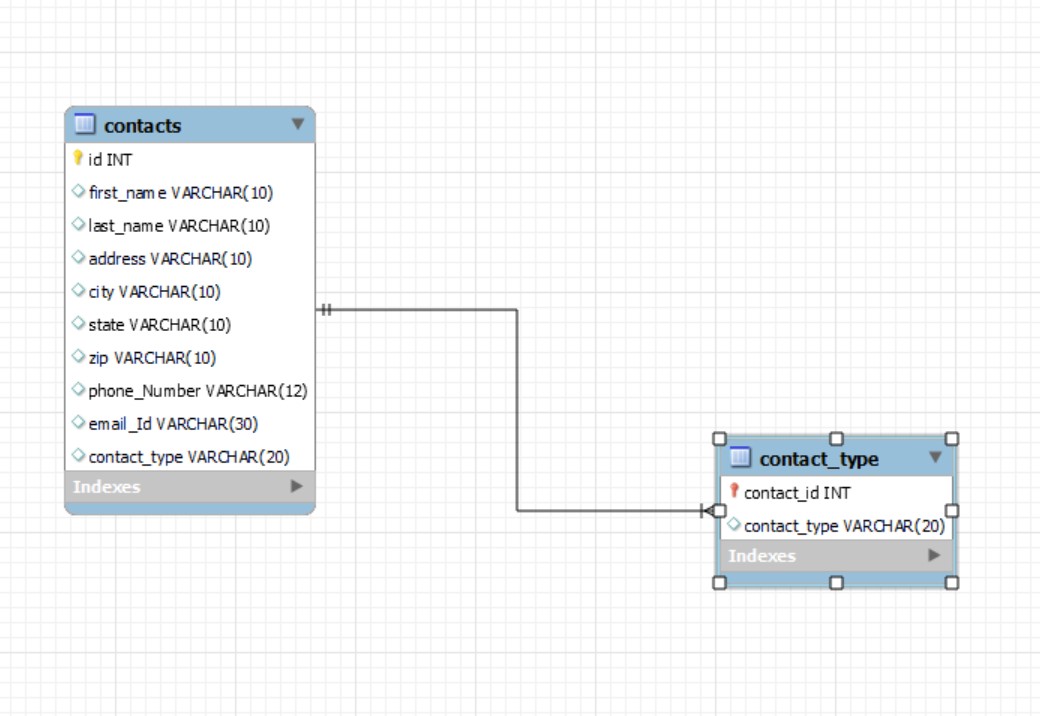 contacts
id INT
first_name VARCHAR(10)
last_name VARCHAR(10)
address VARCHAR(10)
city VARCHAR(10)
state VARCHAR(10)
zip VARCHAR(10)
phone_Number VARCHAR(12)
email_Id VARCHAR(30)
contact_type VARCHAR(20)
Indexes
contact_type
contact_id INT
contact_type VARCHAR(20)
Indexes